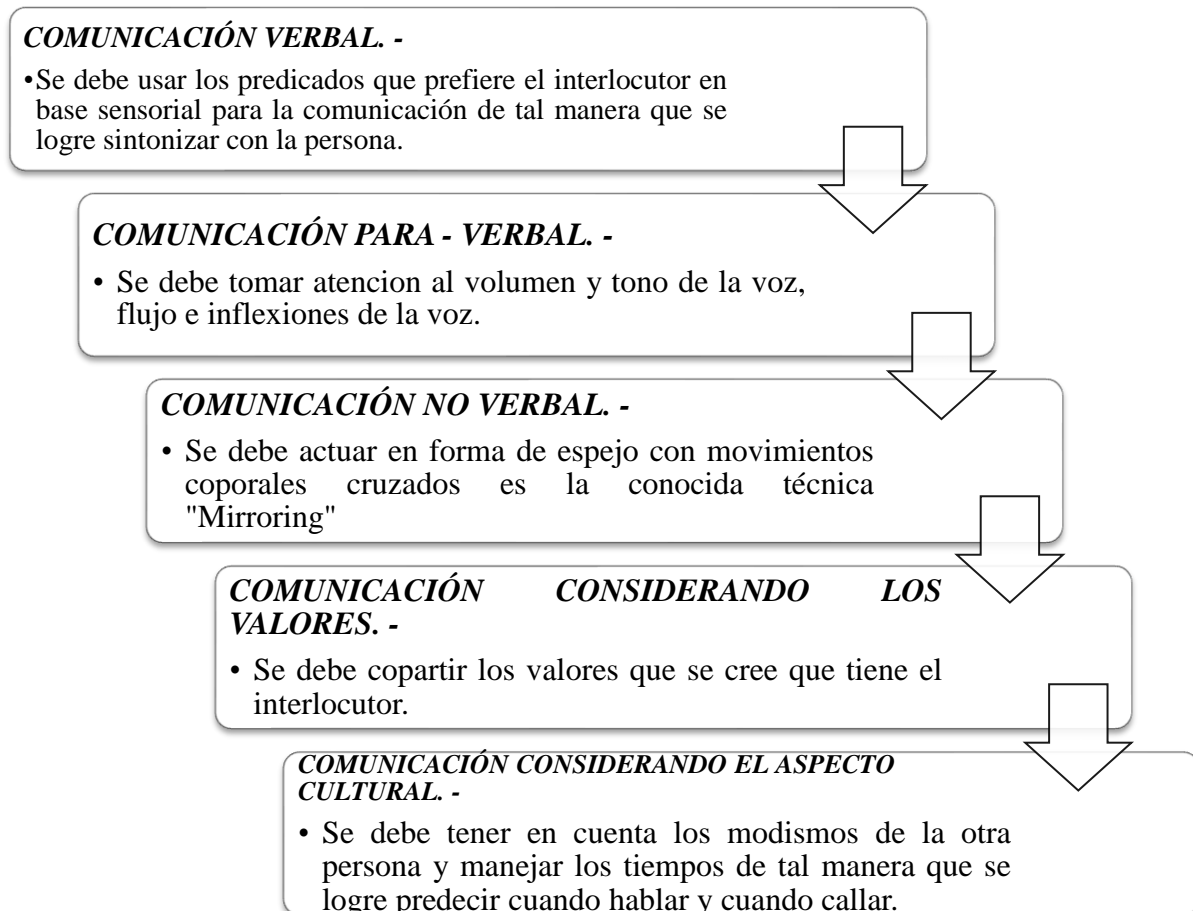 COMUNICACIÓN VERBAL. -
•Se debe usar los predicados que prefiere el interlocutor en
base sensorial para la comunicación de tal manera que se
logre sintonizar con la persona.
COMUNICACIÓN PARA - VERBAL. -
• Se debe tomar atencion al volumen y tono de la voz,
flujo e inflexiones de la voz.
COMUNICACIÓN NO VERBAL. -
• Se debe actuar en forma de espejo con movimientos
coporales cruzados es la conocida técnica
"Mirroring"
COMUNICACIÓN CONSIDERANDO LOS
VALORES. -
• Se debe copartir los valores que se cree que tiene el
interlocutor.
COMUNICACIÓN CONSIDERANDO EL ASPECTO
CULTURAL. -
• Se debe tener en cuenta los modismos de la otra
persona y manejar los tiempos de tal manera que se
logre predecir cuando hablar y cuando callar.